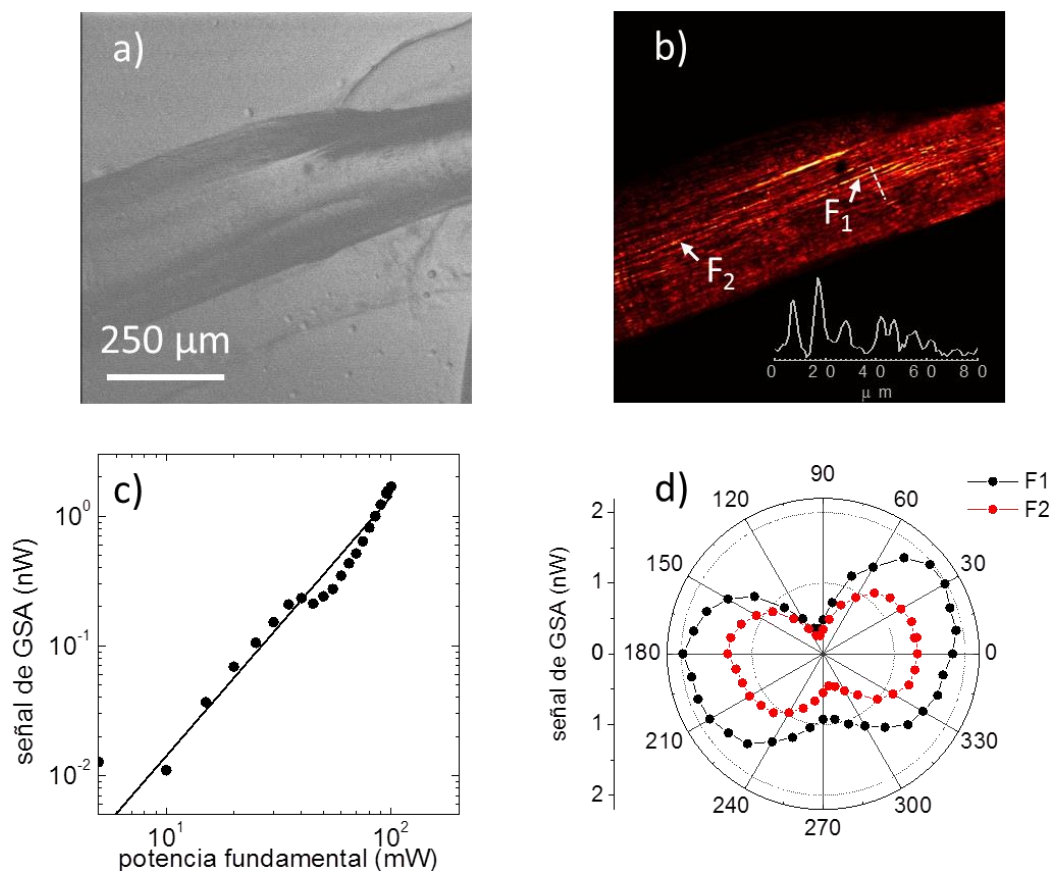 a)
250 μm
b)
F1
F2
0 20 40 60 80
μm
c)
señal de GSA (nW)
10^0
10^-1
10^-2
10^1
10^2
potencia fundamental (mW)
d)
F1
F2
señal de GSA (nW)
2
1
0
1
2
90
60
30
0
330
300
270
240
210
180
150
120